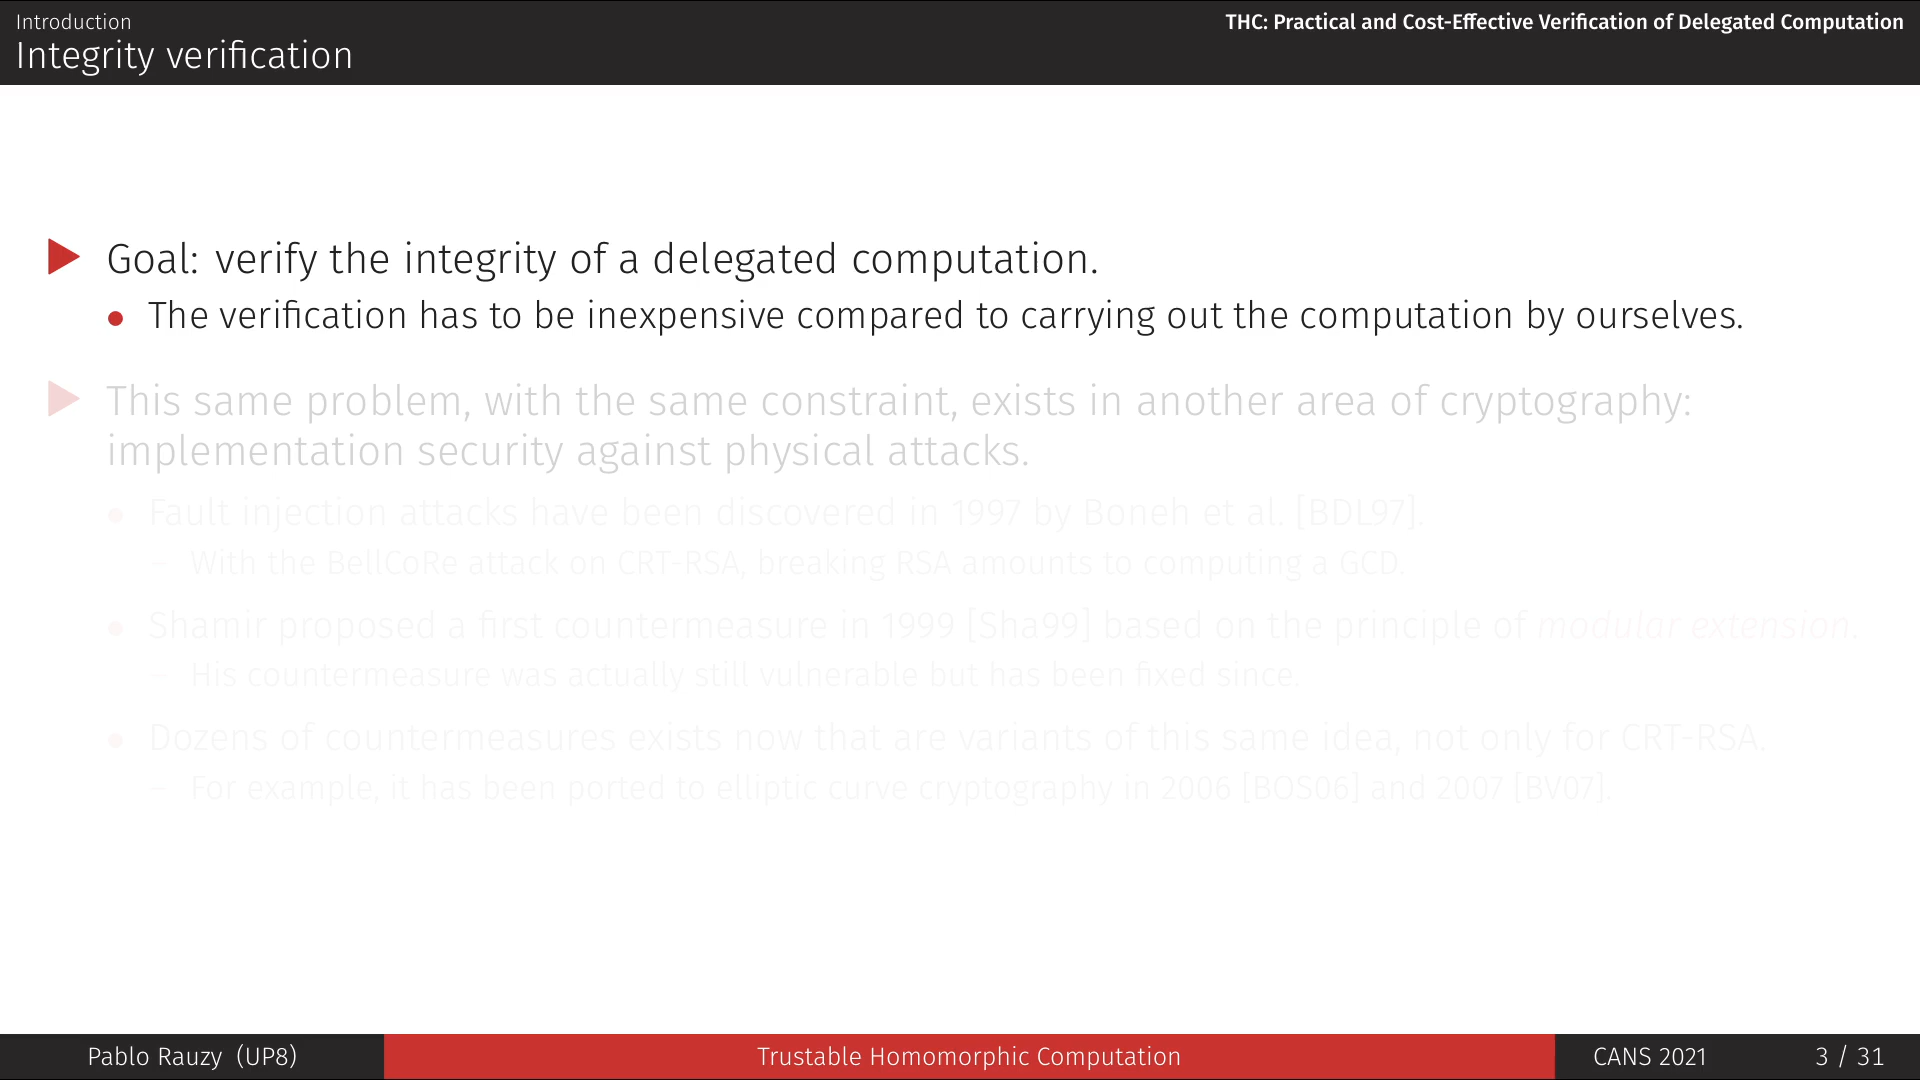 Introduction
THC: Practical and Cost-Effective Verification of Delegated Computation
Integrity verification
Goal: verify the integrity of a delegated computation.
The verification has to be inexpensive compared to carrying out the computation by ourselves.
This same problem, with the same constraint, exists in another area of cryptography:
implementation security against physical attacks.
Fault injection attacks have been discovered in 1997 by Boneh et al. [BDL97].
– With the BellCoRe attack on CRT-RSA, breaking RSA amounts to computing a GCD.
Shamir proposed a first countermeasure in 1999 [Sha99] based on the principle of modular extension.
– His countermeasure was actually still vulnerable but has been fixed since.
Dozens of countermeasures exists now that are variants of this same idea, not only for CRT-RSA.
– For example, it has been ported to elliptic curve cryptography in 2006 [BOS06] and 2007 [BV07].
Pablo Rauzy (UP8)
Trustable Homomorphic Computation
CANS 2021
3 / 31